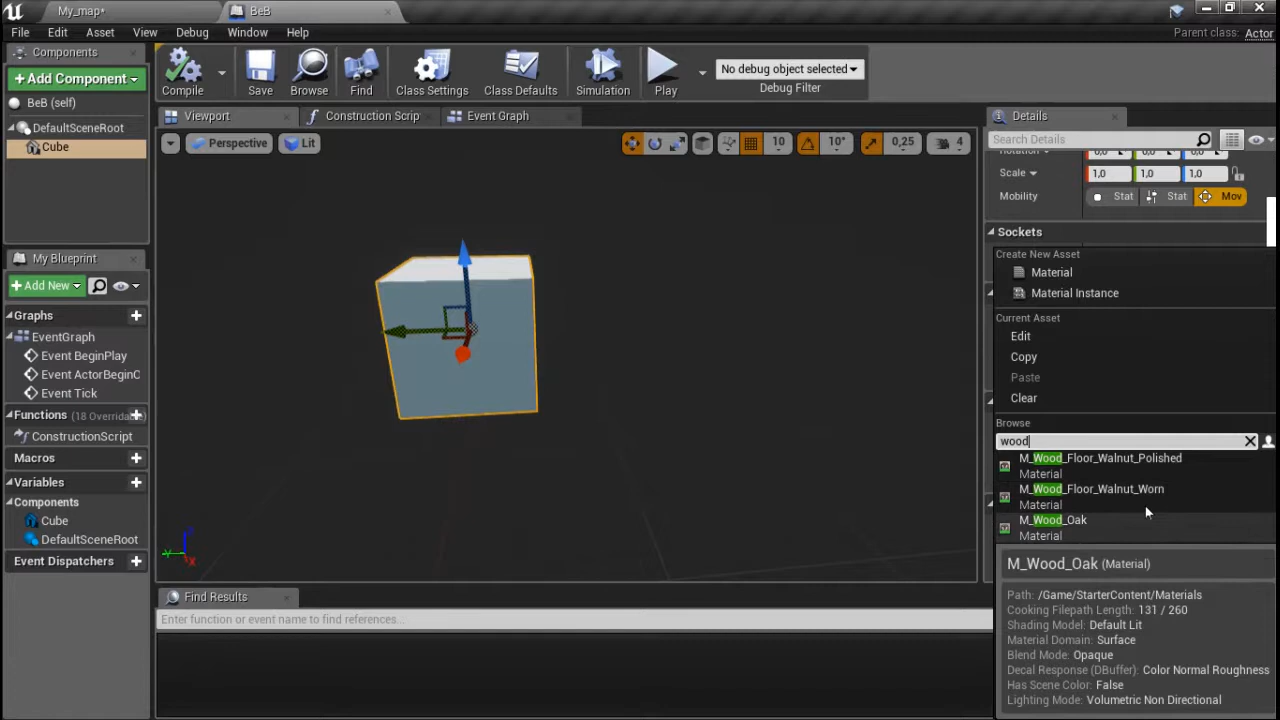 My_map*
BeB
File Edit Asset View Window Debug Help
Parent class: Actor
Components
+ Add Component
BeB (self)
DefaultSceneRoot
Cube
My Blueprint
+ Add New
Graphs
EventGraph
Event BeginPlay
Event ActorBeginO
Event Tick
Functions (18 Overridab
ConstructionScript
Macros
Variables
Components
Cube
DefaultSceneRoot
Event Dispatchers
Compile
Save
Browse
Find
Class Settings
Class Defaults
Simulation
Play
No debug object selected
Debug Filter
Viewport
Construction Scrip
Event Graph
Perspective
Lit
10
10°
0,25
4
Find Results
Enter function or event name to find references...
Details
Search Details
Scale 1,0 1,0 1,0
Mobility Stat Stat Mov
Sockets
Create New Asset
Material
Material Instance
Current Asset
Edit
Copy
Paste
Clear
Browse
wood
M_Wood_Floor_Walnut_Polished
Material
M_Wood_Floor_Walnut_Worn
Material
M_Wood_Oak
Material
M_Wood_Oak (Material)
Path: /Game/StarterContent/Materials
Cooking Filepath Length: 131 / 260
Shading Model: Default Lit
Material Domain: Surface
Blend Mode: Opaque
Decal Response (DBuffer): Color Normal Roughness
Has Scene Color: False
Lighting Mode: Volumetric Non Directional